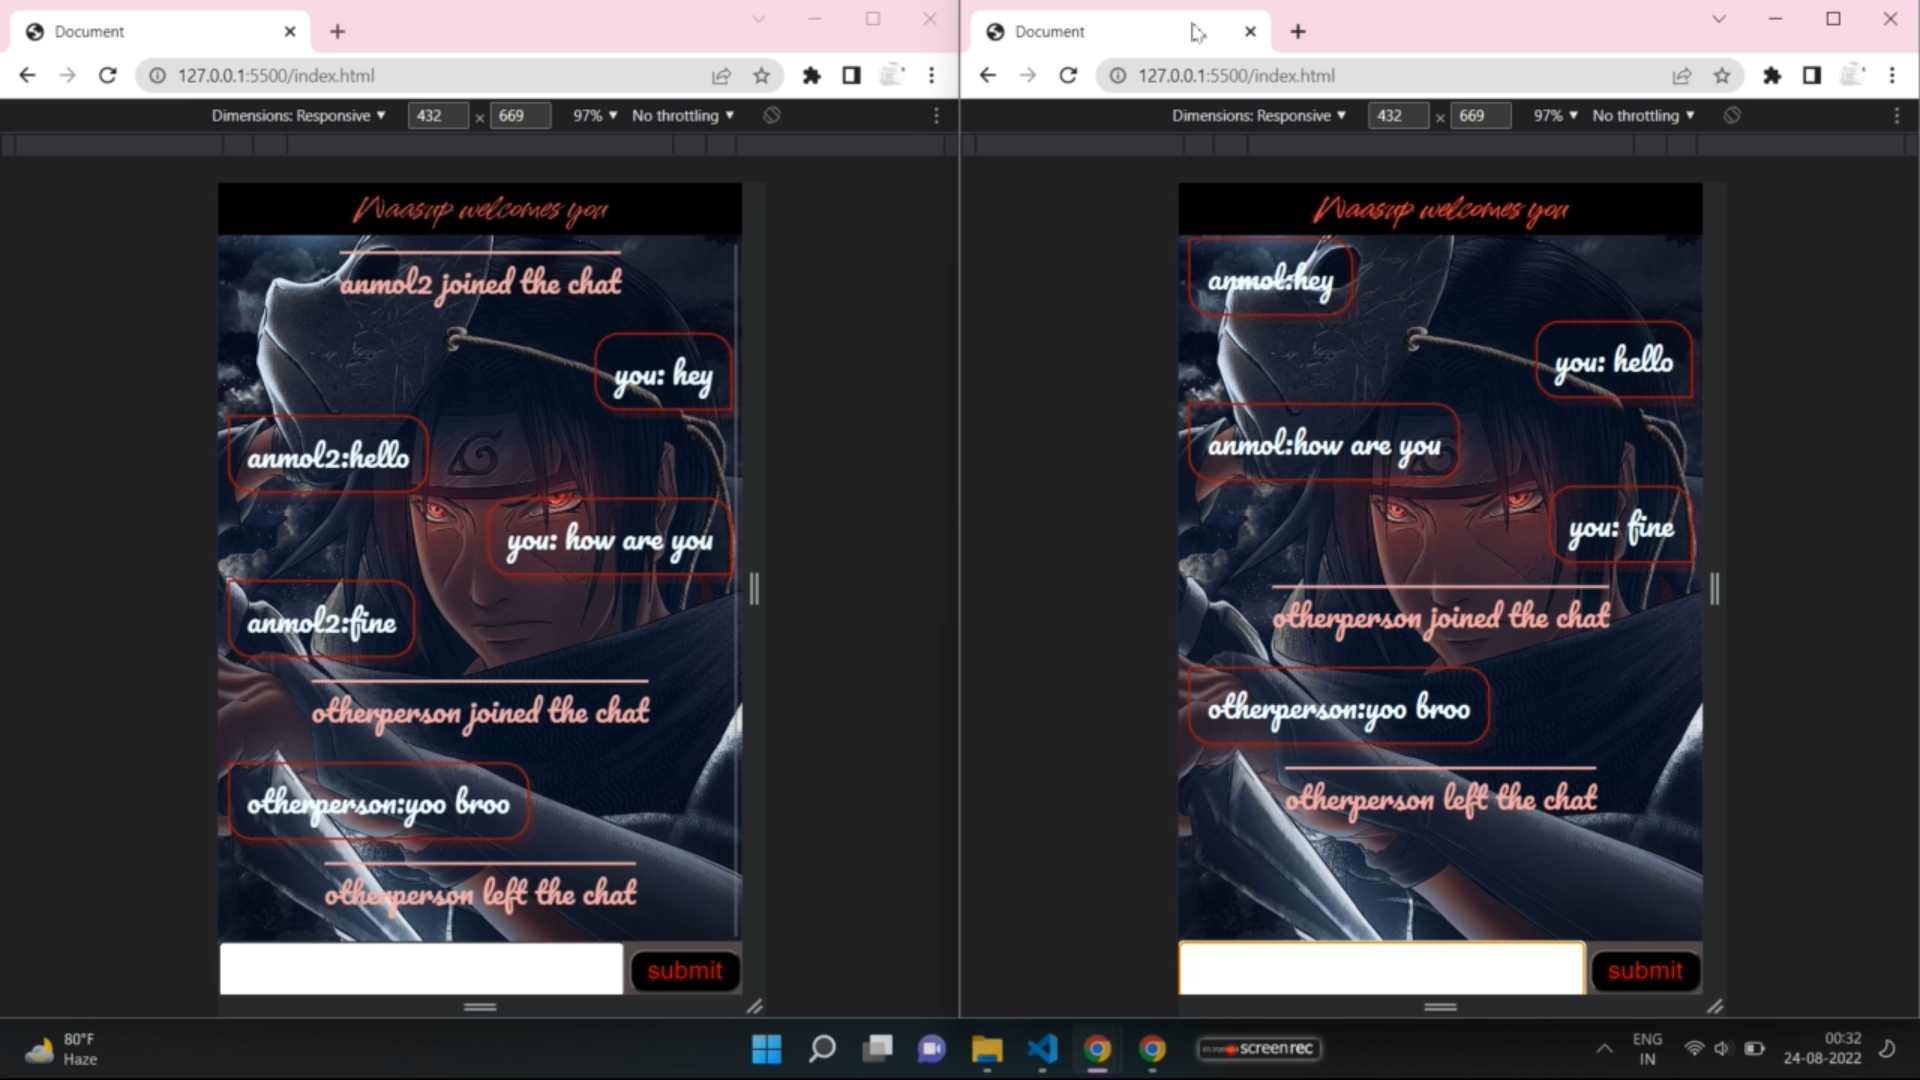 Document
127.0.0.1:5500/index.html
Dimensions: Responsive 432 × 669 97% No throttling
Waasup welcomes you
anmol2 joined the chat
you: hey
anmol2:hello
you: how are you
anmol2:fine
otherperson joined the chat
otherperson:yoo broo
otherperson left the chat
submit
Document
127.0.0.1:5500/index.html
Dimensions: Responsive 432 × 669 97% No throttling
Waasup welcomes you
anmol:hey
you: hello
anmol:how are you
you: fine
otherperson joined the chat
otherperson:yoo broo
otherperson left the chat
submit
80°F
Haze
screenrec
ENG
IN
00:32
24-08-2022